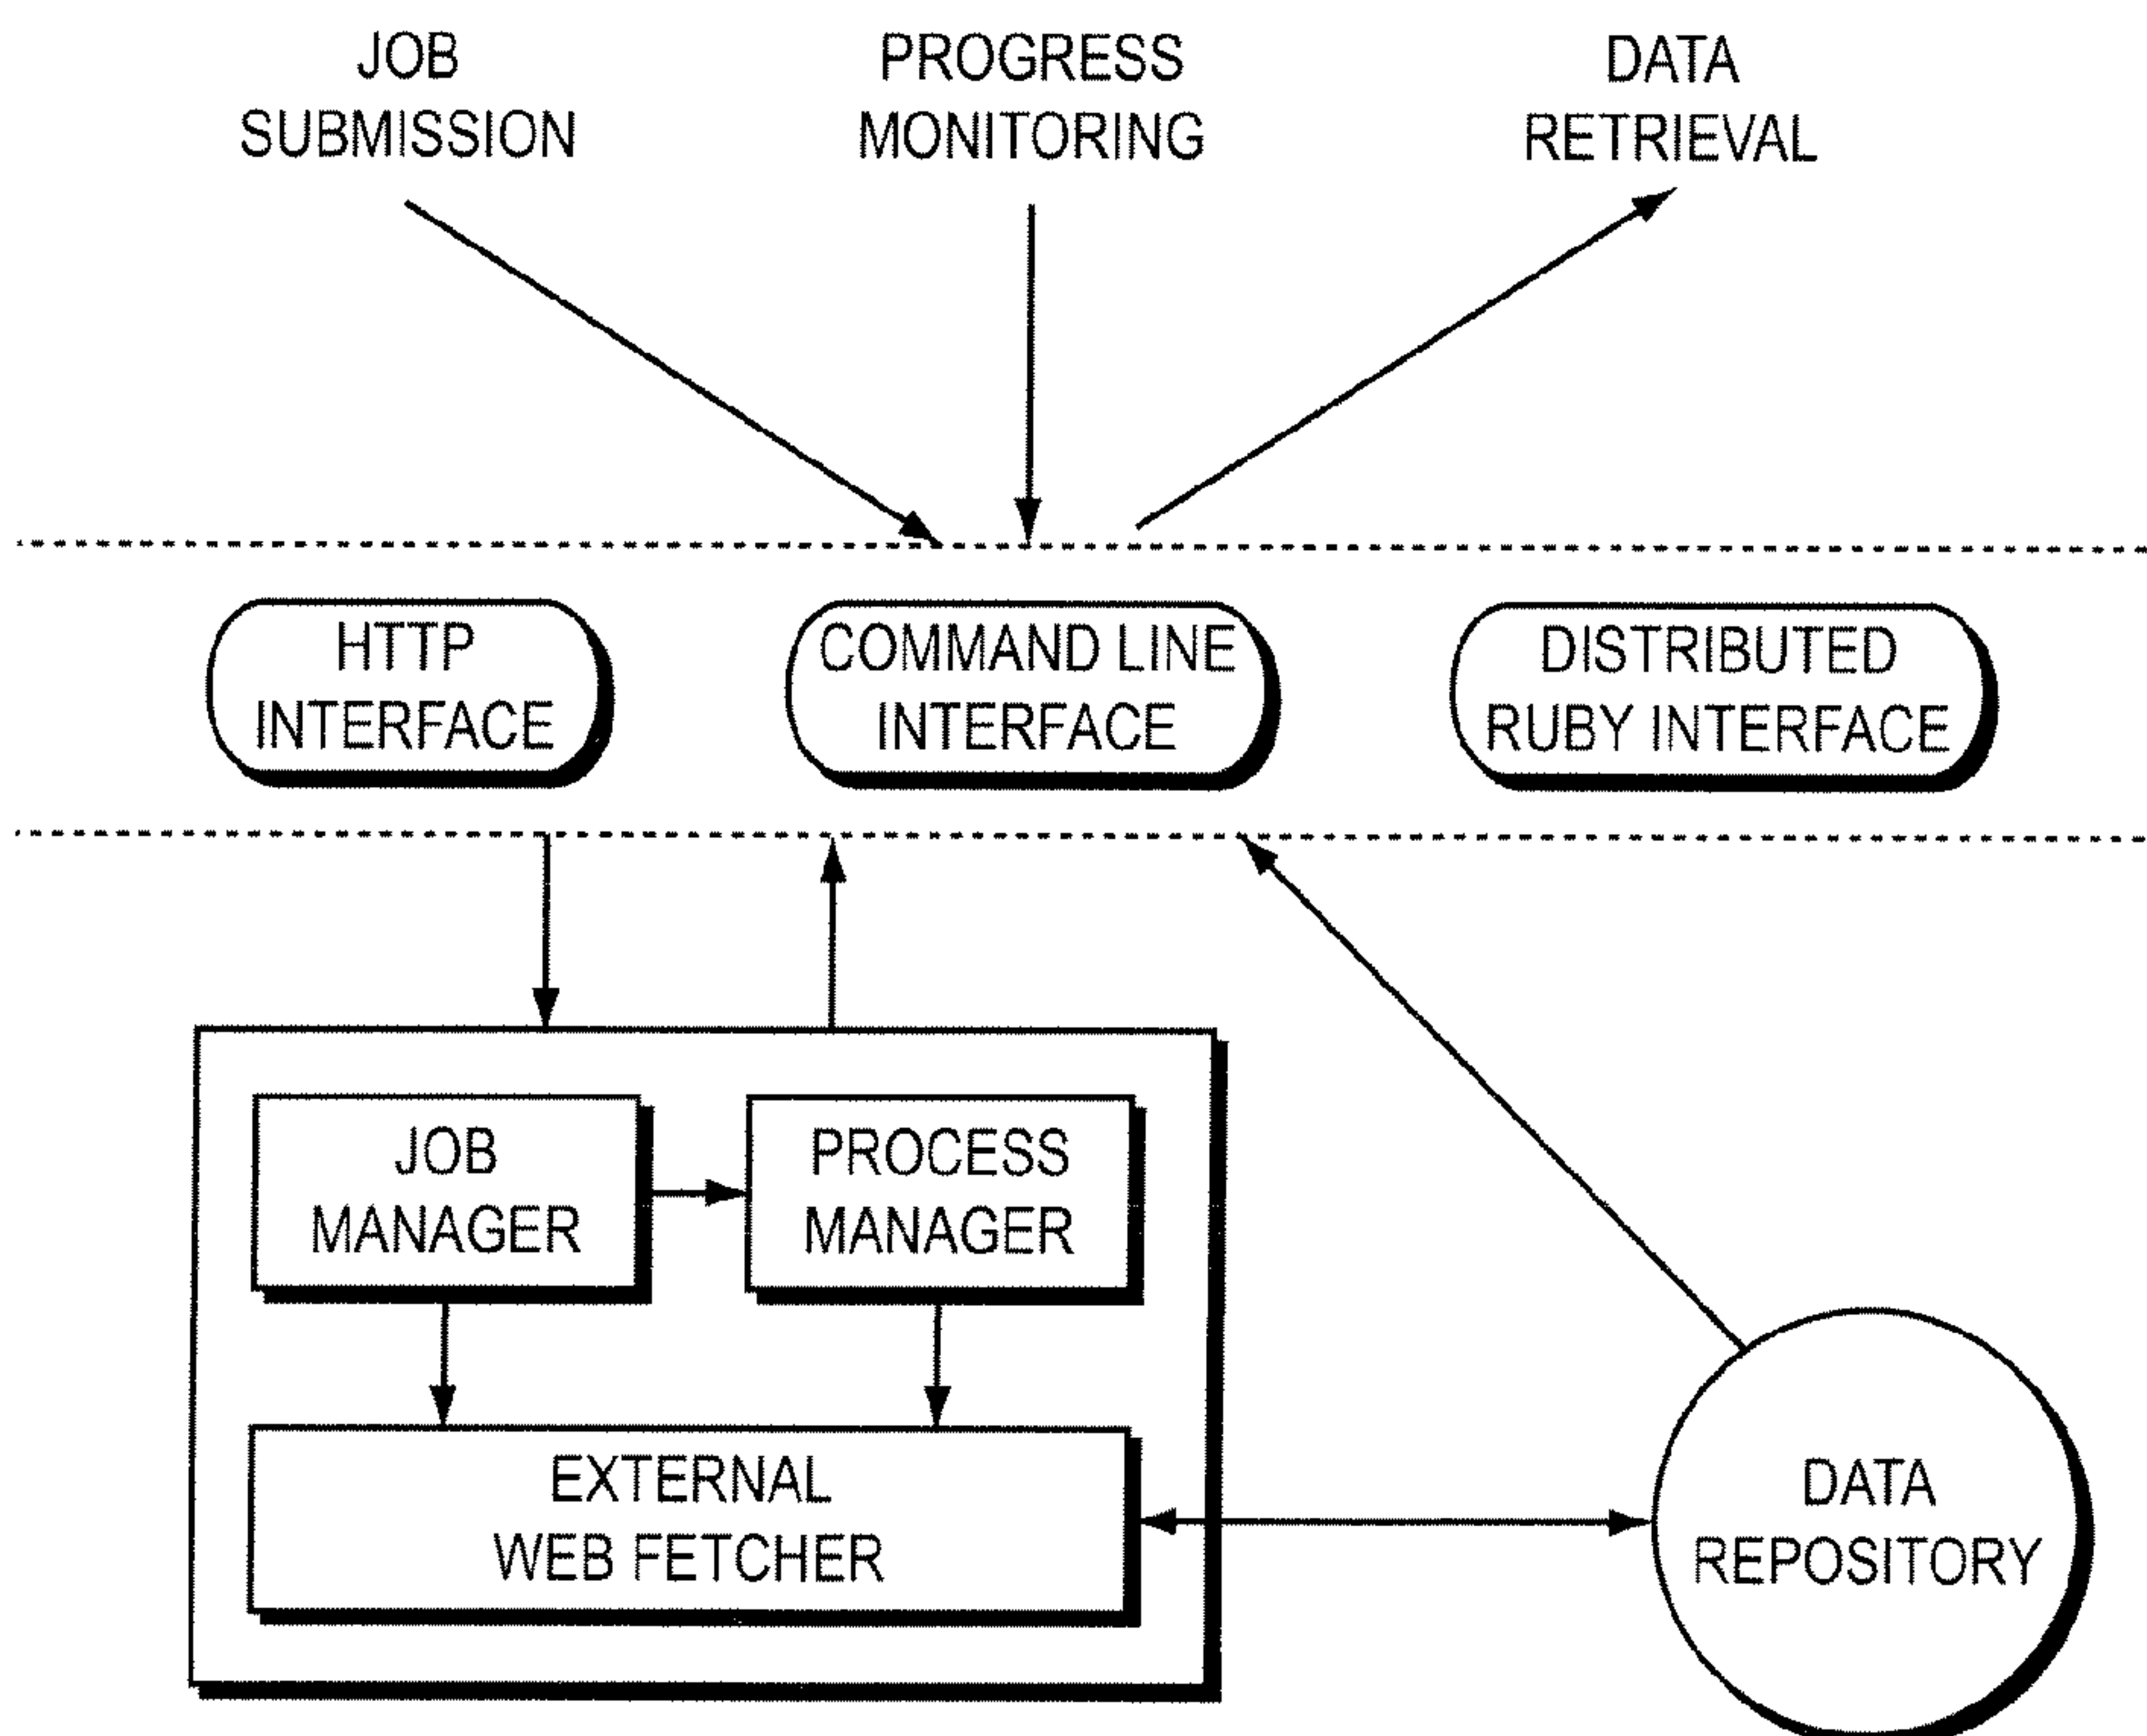 JOB
SUBMISSION
PROGRESS
MONITORING
DATA
RETRIEVAL
HTTP
INTERFACE
COMMAND LINE
INTERFACE
DISTRIBUTED
RUBY INTERFACE
JOB
MANAGER
PROCESS
MANAGER
EXTERNAL
WEB FETCHER
DATA
REPOSITORY